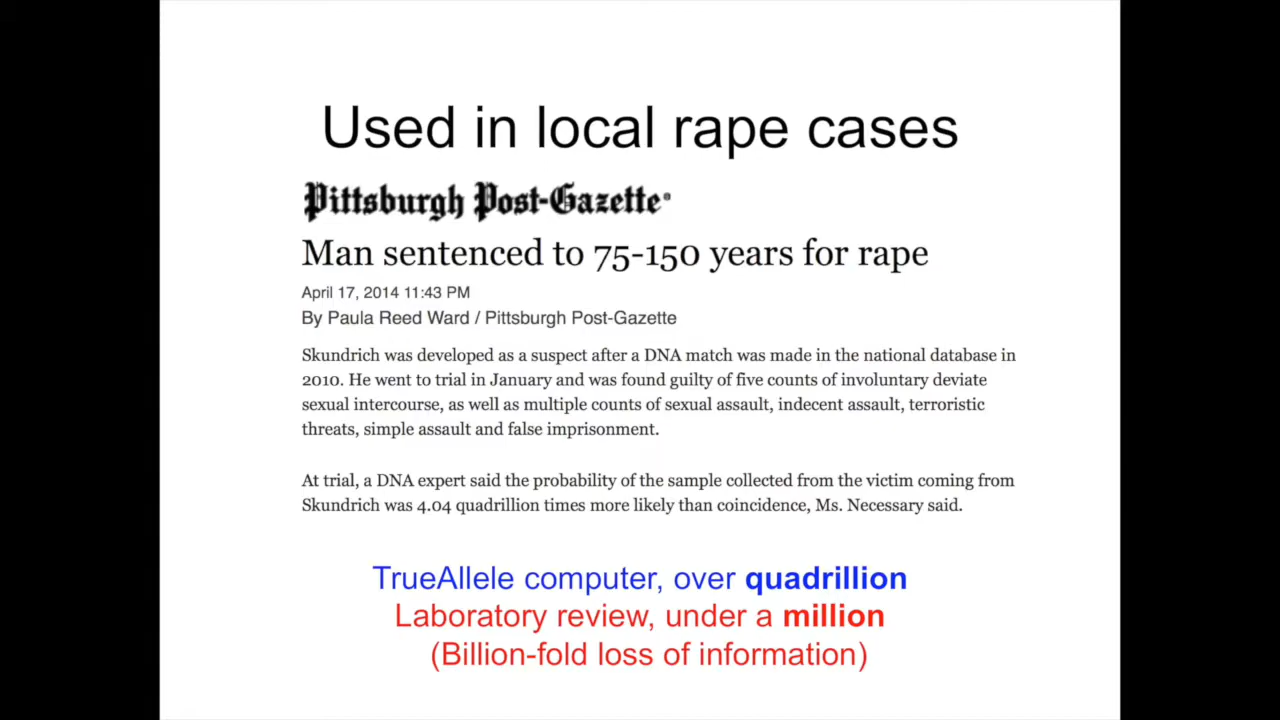 Used in local rape cases
Pittsburgh Post-Gazette®
Man sentenced to 75-150 years for rape
April 17, 2014 11:43 PM
By Paula Reed Ward / Pittsburgh Post-Gazette
Skundrich was developed as a suspect after a DNA match was made in the national database in
2010. He went to trial in January and was found guilty of five counts of involuntary deviate
sexual intercourse, as well as multiple counts of sexual assault, indecent assault, terroristic
threats, simple assault and false imprisonment.
At trial, a DNA expert said the probability of the sample collected from the victim coming from
Skundrich was 4.04 quadrillion times more likely than coincidence, Ms. Necessary said.
TrueAllele computer, over quadrillion
Laboratory review, under a million
(Billion-fold loss of information)